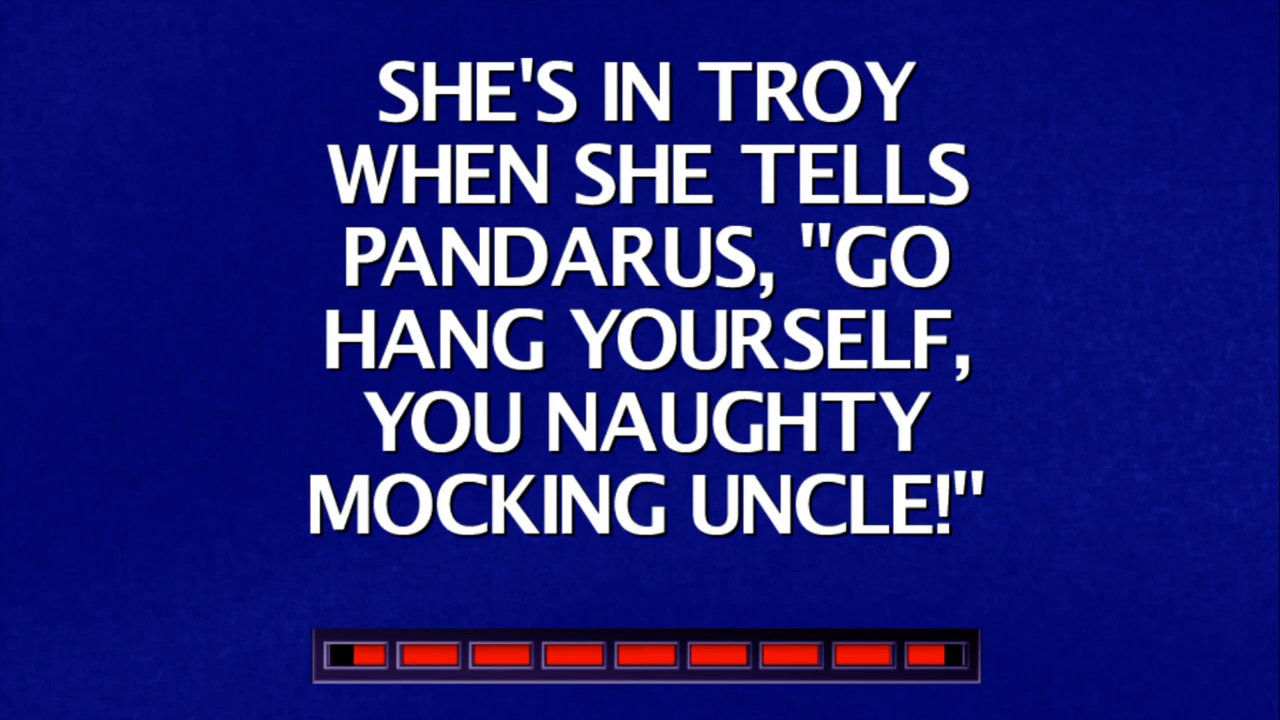 SHE'S IN TROY
WHEN SHE TELLS
PANDARUS, "GO
HANG YOURSELF,
YOU NAUGHTY
MOCKING UNCLE!"